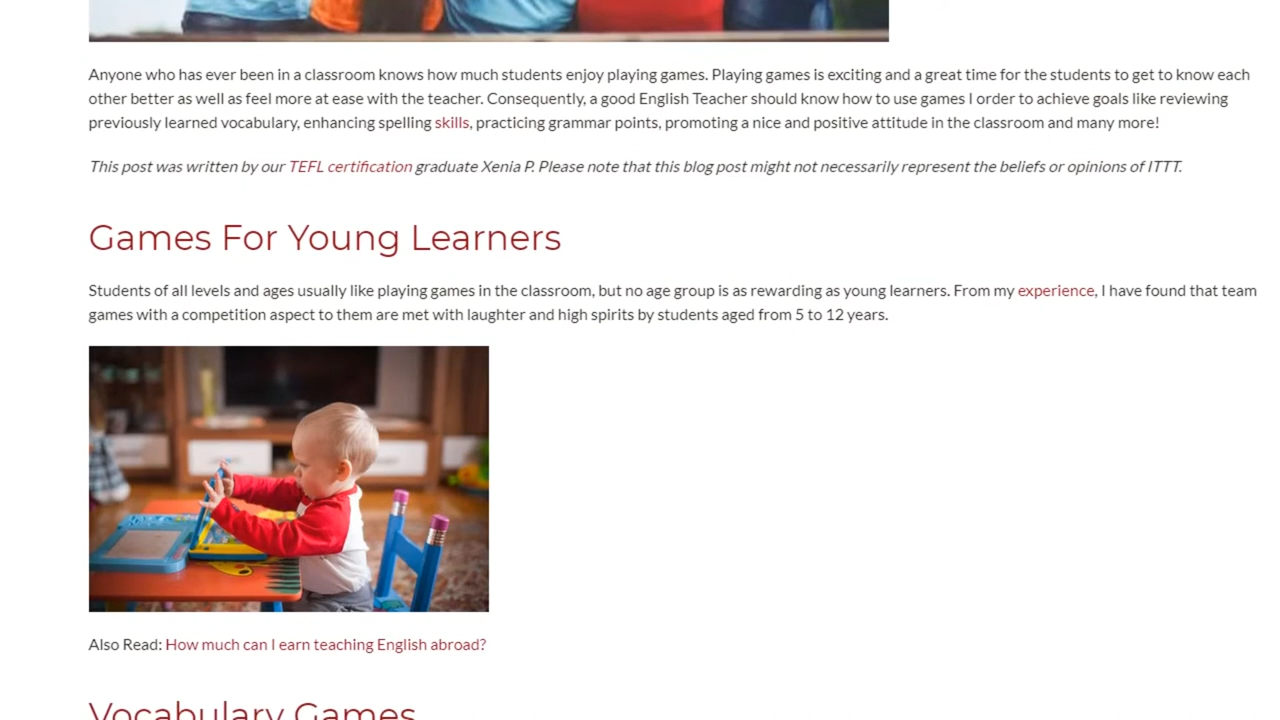 Anyone who has ever been in a classroom knows how much students enjoy playing games. Playing games is exciting and a great time for the students to get to know each
other better as well as feel more at ease with the teacher. Consequently, a good English Teacher should know how to use games I order to achieve goals like reviewing
previously learned vocabulary, enhancing spelling skills, practicing grammar points, promoting a nice and positive attitude in the classroom and many more!
This post was written by our TEFL certification graduate Xenia P. Please note that this blog post might not necessarily represent the beliefs or opinions of ITTT.
Games For Young Learners
Students of all levels and ages usually like playing games in the classroom, but no age group is as rewarding as young learners. From my experience, I have found that team
games with a competition aspect to them are met with laughter and high spirits by students aged from 5 to 12 years.
Also Read: How much can I earn teaching English abroad?
Vocabulary Games